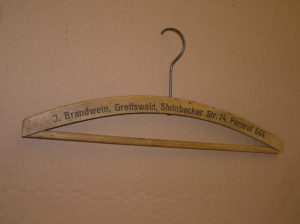 J. Brandwein, Greifswald, Steinbecker Str. 14, Fernruf 664